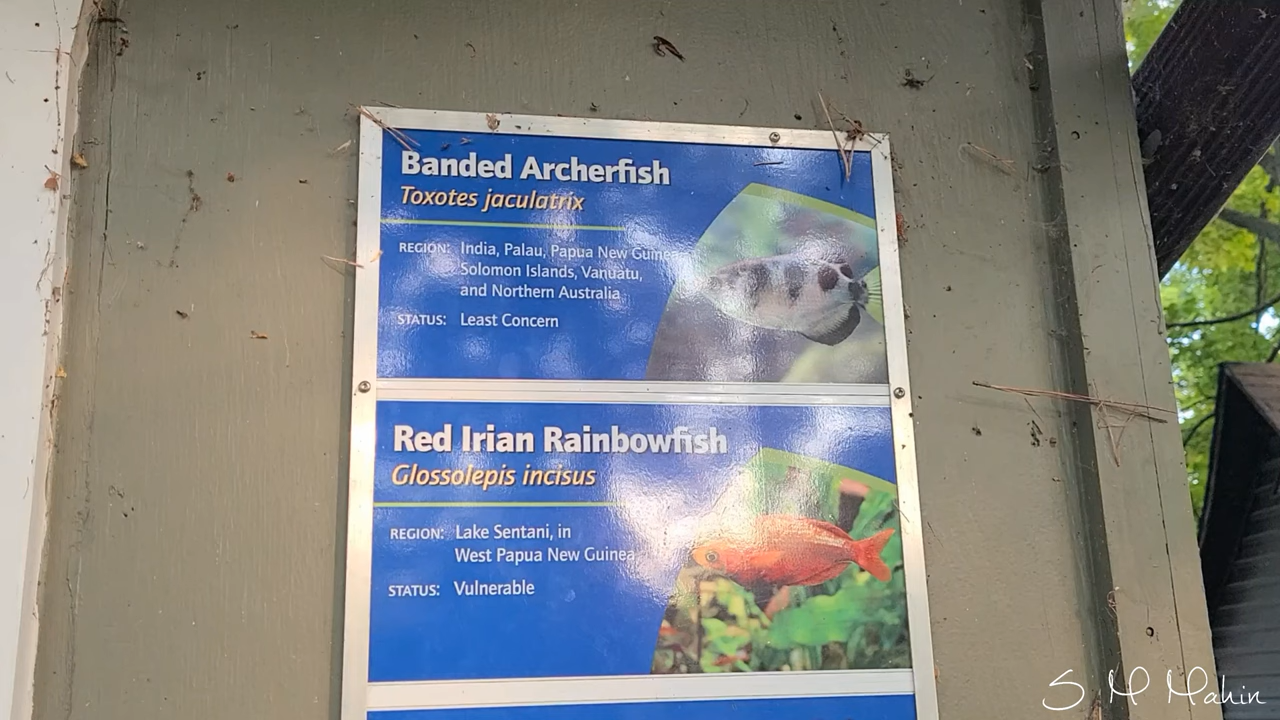 Banded Archerfish
Toxotes jaculatrix
REGION: India, Palau, Papua New Guinea,
Solomon Islands, Vanuatu,
and Northern Australia
STATUS: Least Concern
Red Irian Rainbowfish
Glossolepis incisus
REGION: Lake Sentani, in
West Papua New Guinea
STATUS: Vulnerable
S M Mahin